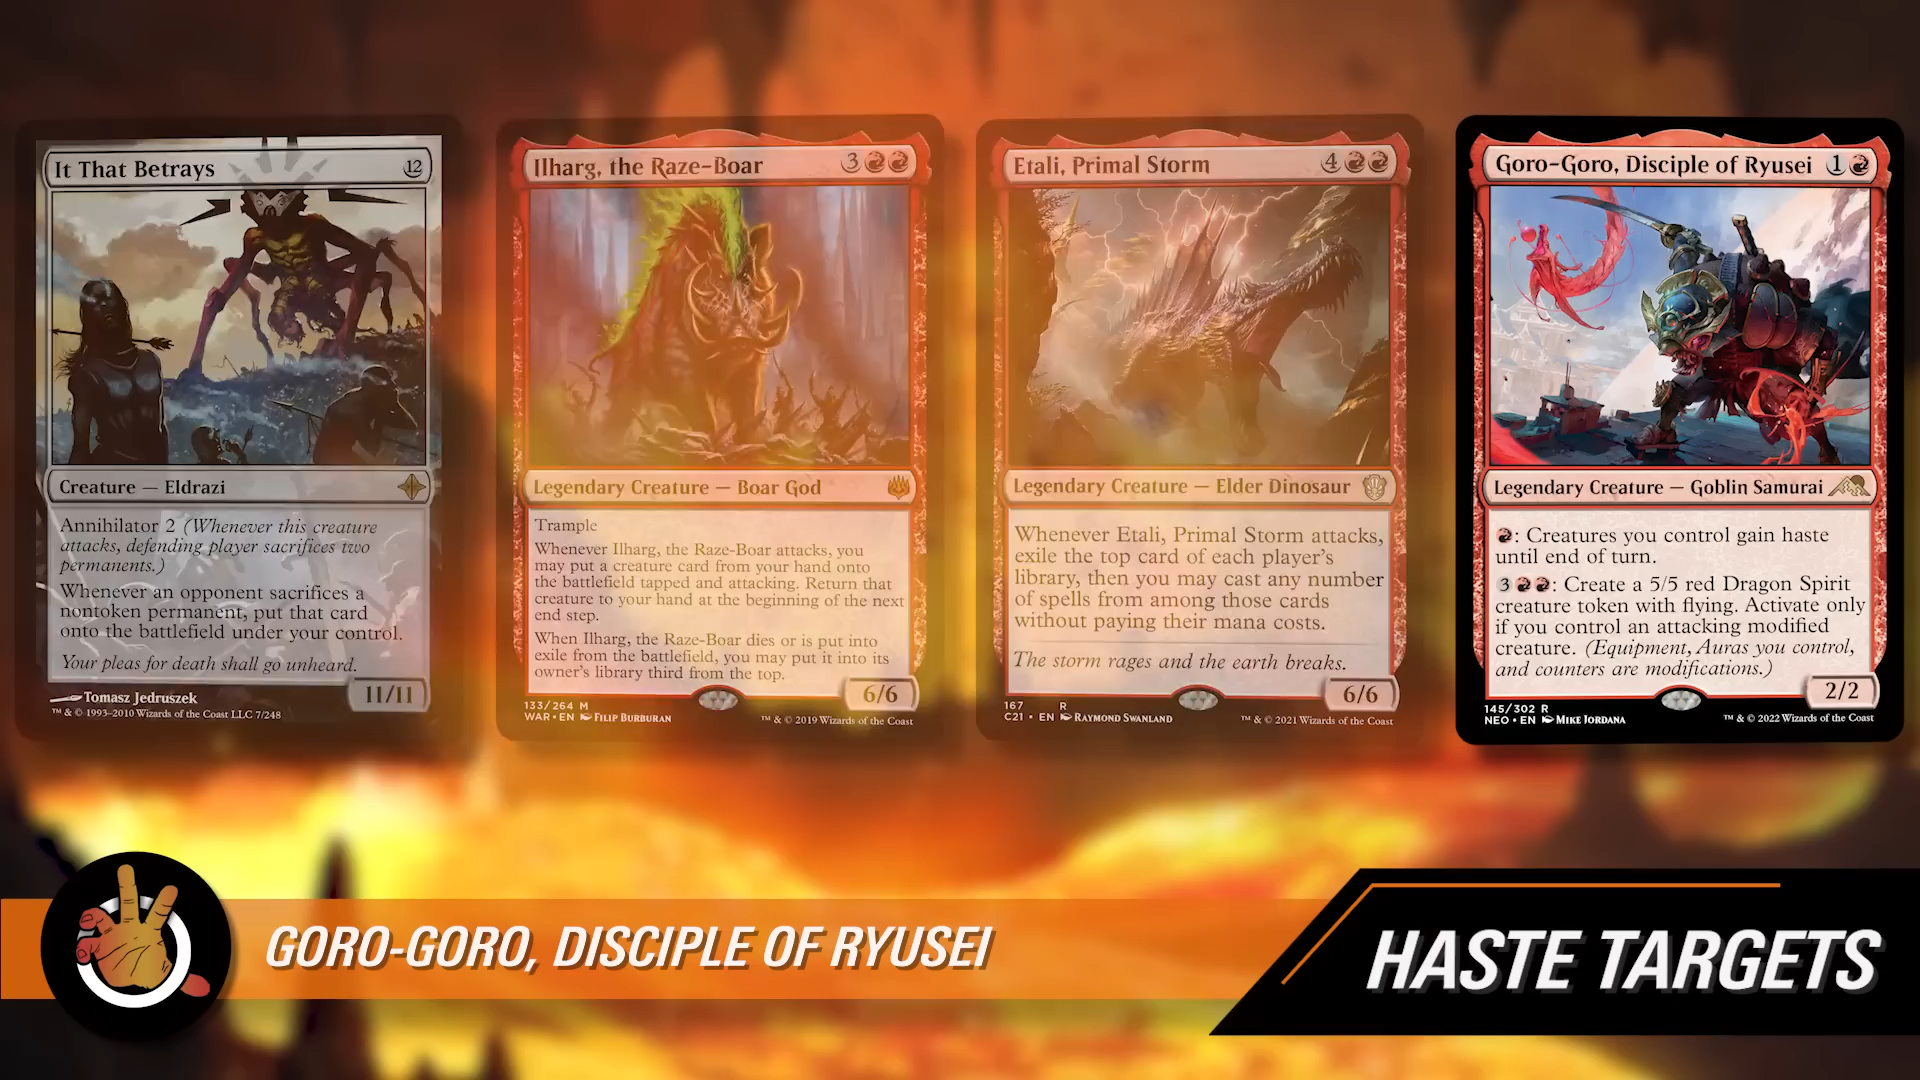 It That Betrays 12
Creature — Eldrazi
Annihilator 2 (Whenever this creature
attacks, defending player sacrifices two
permanents.)
Whenever an opponent sacrifices a
nontoken permanent, put that card
onto the battlefield under your control.
Your pleas for death shall go unheard.
Tomasz Jedruszek
™ & © 1993–2010 Wizards of the Coast LLC 7/248
11/11
Ilharg, the Raze-Boar 3
Legendary Creature — Boar God
Trample
Whenever Ilharg, the Raze-Boar attacks, you
may put a creature card from your hand onto
the battlefield tapped and attacking. Return that
creature to your hand at the beginning of the next
end step.
When Ilharg, the Raze-Boar dies or is put into
exile from the battlefield, you may put it into its
owner's library third from the top.
6/6
133/264 M
WAR • EN Filip Burburan
™ & © 2019 Wizards of the Coast
Etali, Primal Storm 4
Legendary Creature — Elder Dinosaur
Whenever Etali, Primal Storm attacks,
exile the top card of each player's
library, then you may cast any number
of spells from among those cards
without paying their mana costs.
The storm rages and the earth breaks.
6/6
167 R
C21 • EN Raymond Swanland
™ & © 2021 Wizards of the Coast
Goro-Goro, Disciple of Ryusei 1
Legendary Creature — Goblin Samurai
: Creatures you control gain haste
until end of turn.
3 : Create a 5/5 red Dragon Spirit
creature token with flying. Activate only
if you control an attacking modified
creature. (Equipment, Auras you control,
and counters are modifications.)
2/2
145/302 R
NEO • EN Mike Jordana
™ & © 2022 Wizards of the Coast
GORO-GORO, DISCIPLE OF RYUSEI
HASTE TARGETS